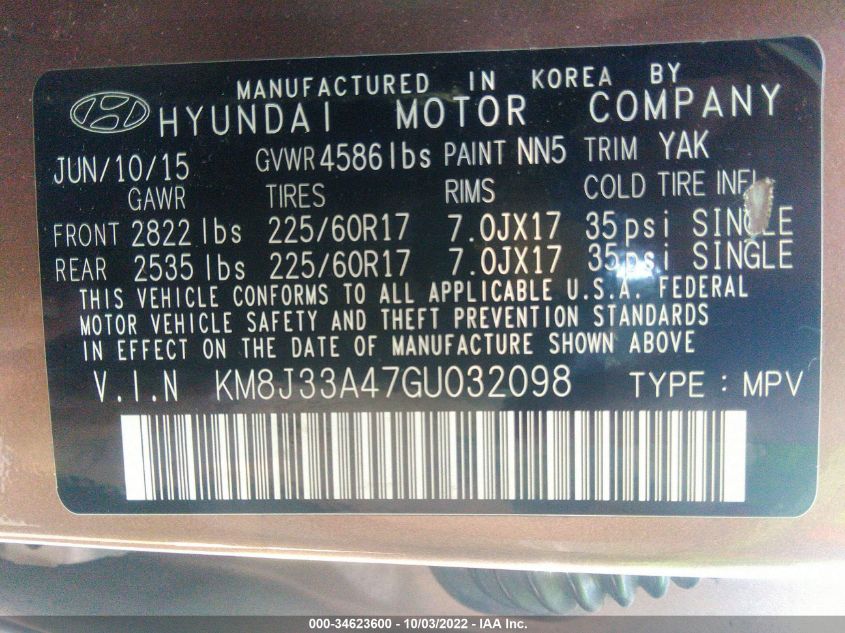 MANUFACTURED IN KOREA BY
HYUNDAI MOTOR COMPANY
JUN/10/15 GVWR 4586lbs PAINT NN5 TRIM YAK
GAWR TIRES RIMS COLD TIRE INFL
FRONT 2822 lbs 225/60R17 7.0JX17 35psi SINGLE
REAR 2535 lbs 225/60R17 7.0JX17 35psi SINGLE
THIS VEHICLE CONFORMS TO ALL APPLICABLE U.S.A. FEDERAL
MOTOR VEHICLE SAFETY AND THEFT PREVENTION STANDARDS
IN EFFECT ON THE DATE OF MANUFACTURE SHOWN ABOVE
V.I.N KM8J33A47GU032098 TYPE : MPV
000-34623600 - 10/03/2022 - IAA Inc.